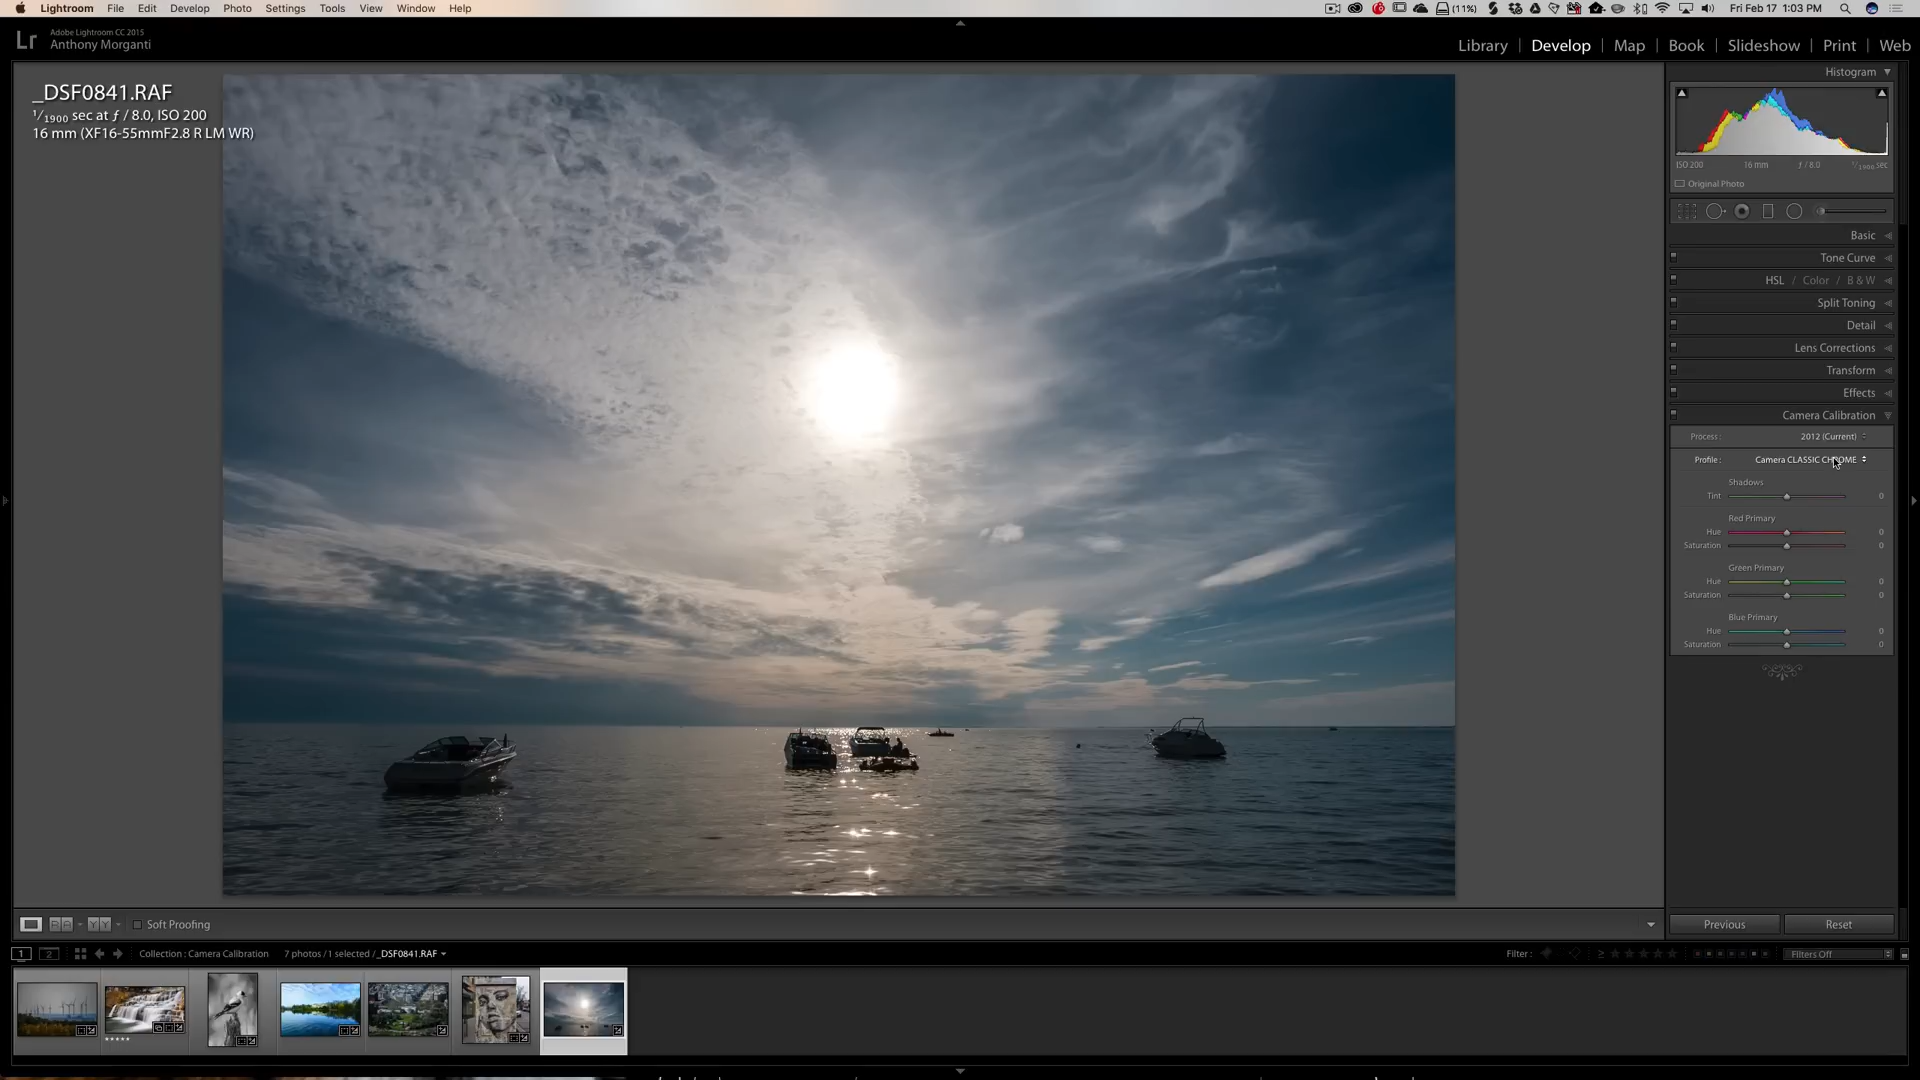 Lightroom File Edit Develop Photo Settings Tools View Window Help (11%) Fri Feb 17 1:03 PM
Lr Adobe Lightroom CC 2015
Anthony Morganti
Library | Develop | Map | Book | Slideshow | Print | Web
_DSF0841.RAF
1/1900 sec at ƒ / 8.0, ISO 200
16 mm (XF16-55mmF2.8 R LM WR)
Histogram
ISO 200 16 mm ƒ / 8.0 1/1900 sec
Original Photo
Basic
Tone Curve
HSL / Color / B & W
Split Toning
Detail
Lens Corrections
Transform
Effects
Camera Calibration
Process : 2012 (Current)
Profile : Camera CLASSIC CHROME
Shadows
Tint 0
Red Primary
Hue 0
Saturation 0
Green Primary
Hue 0
Saturation 0
Blue Primary
Hue 0
Saturation 0
Soft Proofing
Previous Reset
1 2 Collection : Camera Calibration 7 photos / 1 selected / _DSF0841.RAF Filter : Filters Off